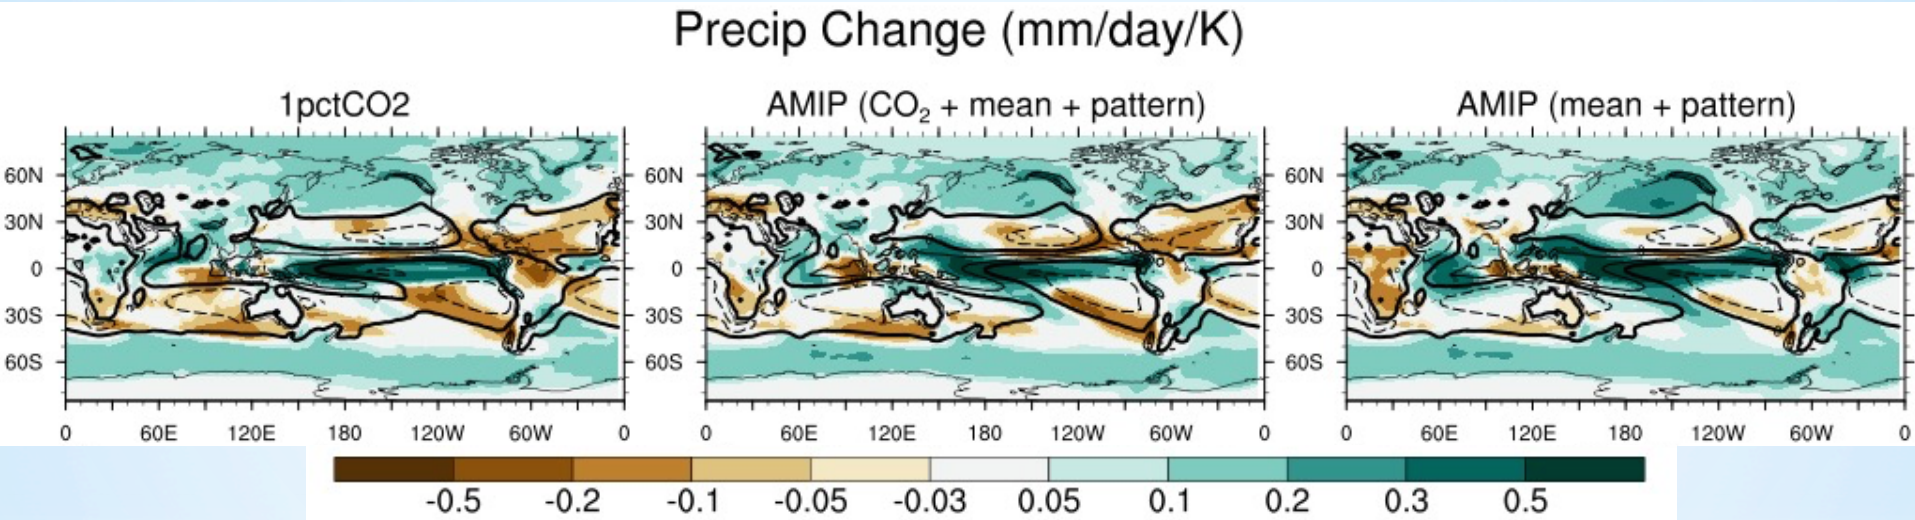 Precip Change (mm/day/K)
1pctCO2
AMIP (CO₂ + mean + pattern)
AMIP (mean + pattern)
60N
30N
0
30S
60S
0 60E 120E 180 120W 60W 0
60N
30N
0
30S
60S
0 60E 120E 180 120W 60W 0
60N
30N
0
30S
60S
0 60E 120E 180 120W 60W 0
-0.5 -0.2 -0.1 -0.05 -0.03 0.05 0.1 0.2 0.3 0.5